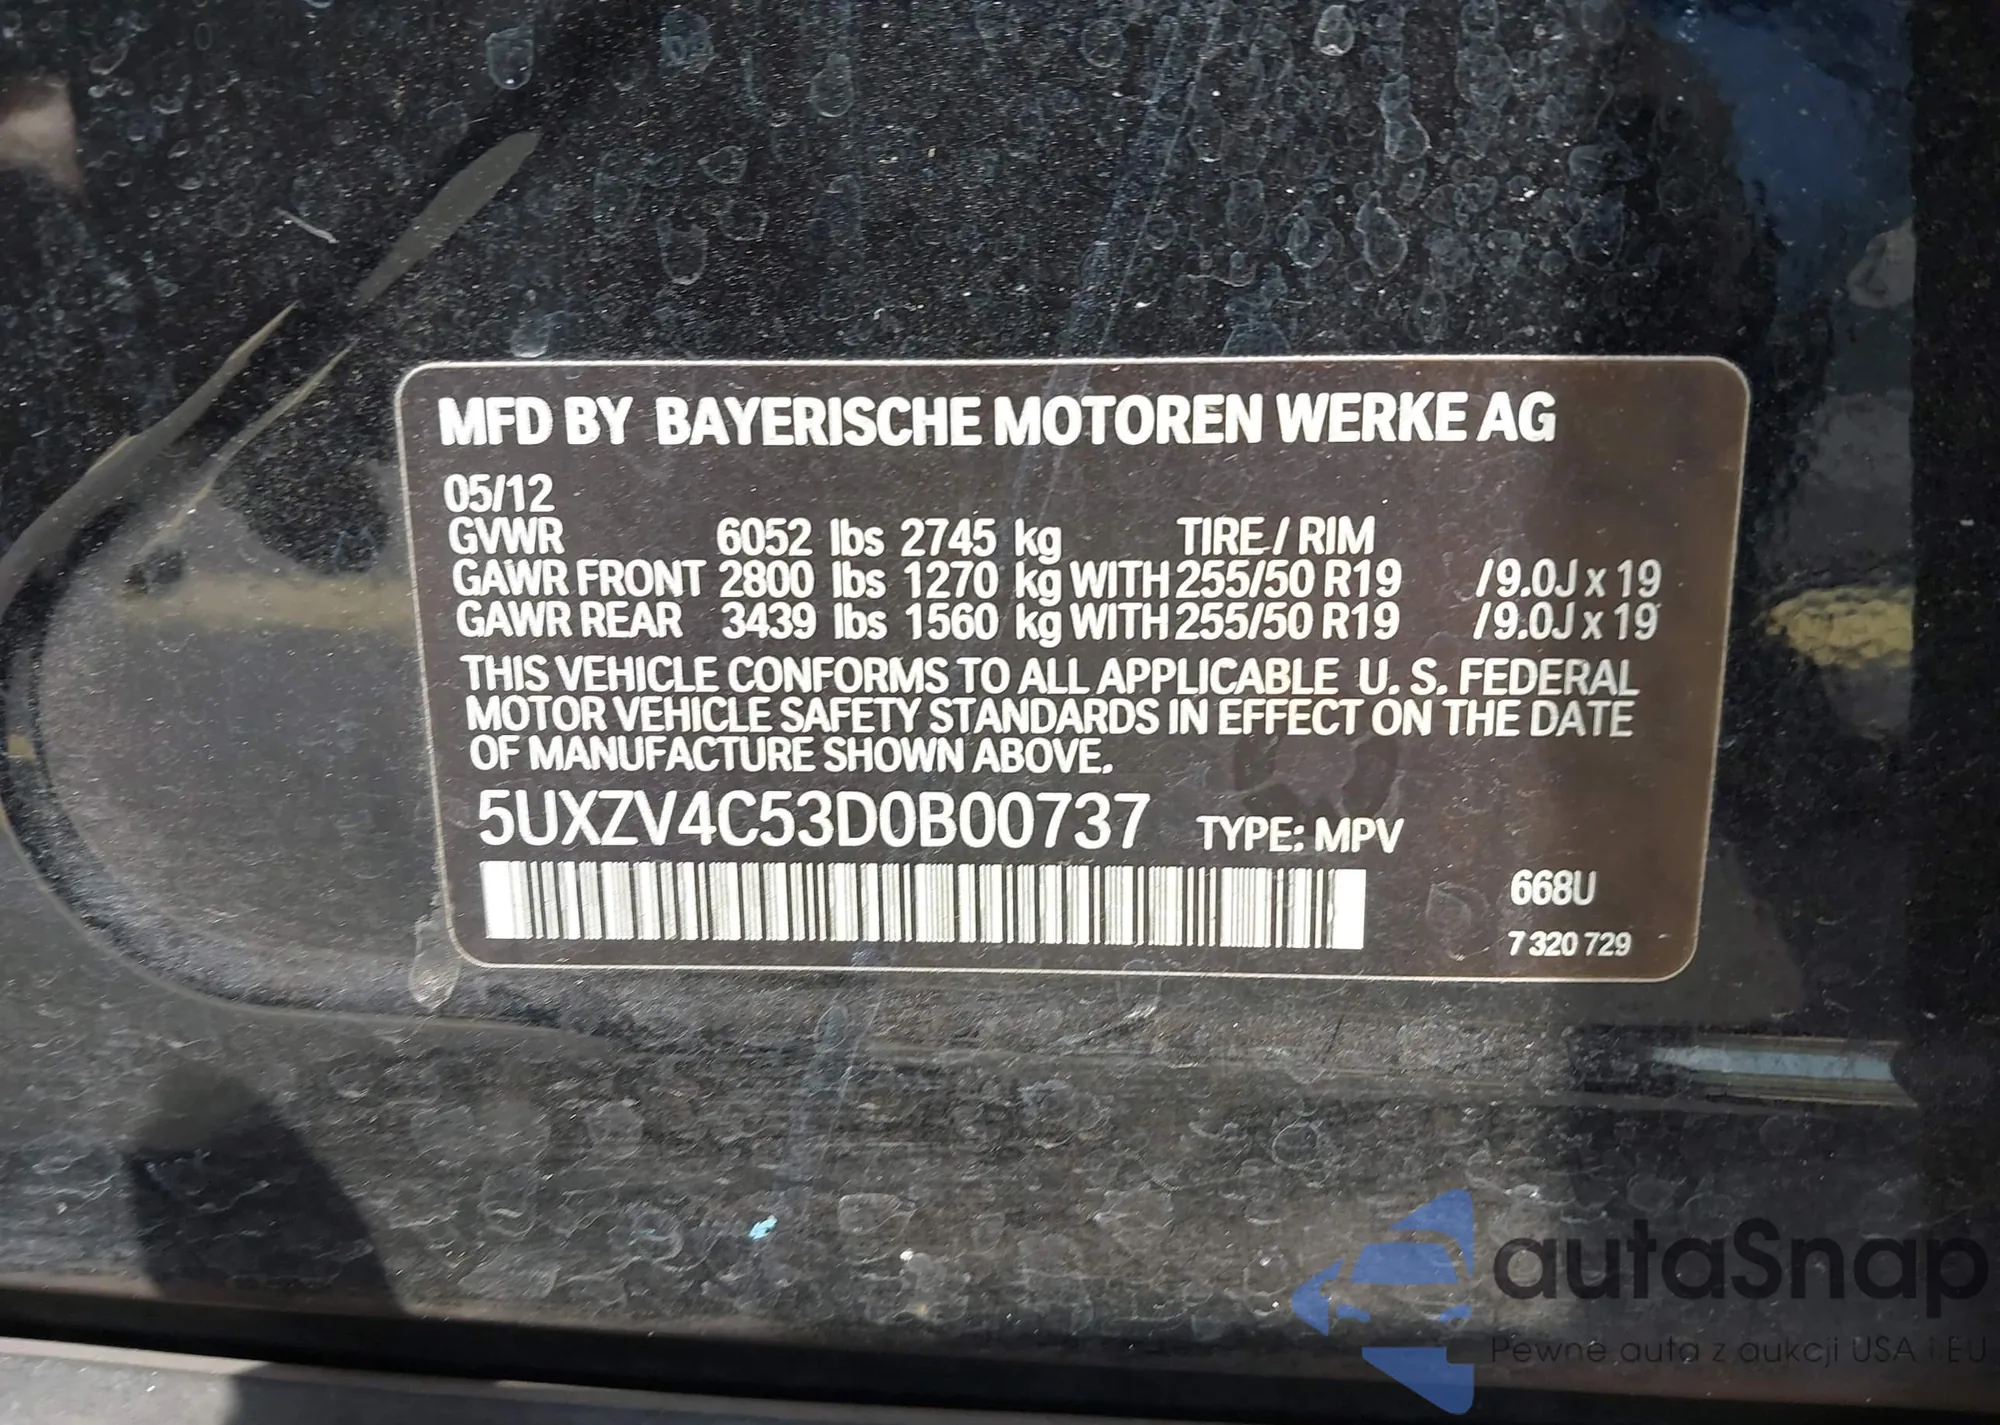 MFD BY BAYERISCHE MOTOREN WERKE AG
05/12
GVWR 6052 lbs 2745 kg TIRE / RIM
GAWR FRONT 2800 lbs 1270 kg WITH 255/50 R19 /9.0J x 19
GAWR REAR 3439 lbs 1560 kg WITH 255/50 R19 /9.0J x 19
THIS VEHICLE CONFORMS TO ALL APPLICABLE U. S. FEDERAL
MOTOR VEHICLE SAFETY STANDARDS IN EFFECT ON THE DATE
OF MANUFACTURE SHOWN ABOVE.
5UXZV4C53D0B00737 TYPE: MPV
668U
7 320 729
autaSnap
Pewne auta z aukcji USA i EU